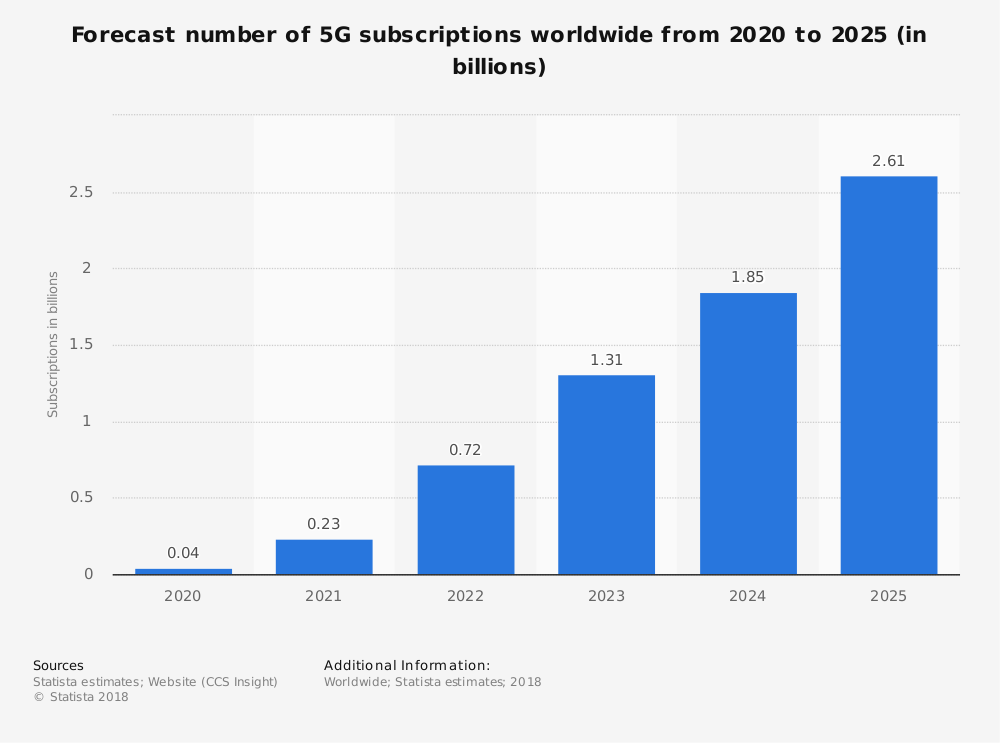 Forecast number of 5G subscriptions worldwide from 2020 to 2025 (in
billions)
Subscriptions in billions
2.5
2
1.5
1
0.5
0
0.04
0.23
0.72
1.31
1.85
2.61
2020
2021
2022
2023
2024
2025
Sources
Statista estimates; Website (CCS Insight)
© Statista 2018
Additional Information:
Worldwide; Statista estimates; 2018